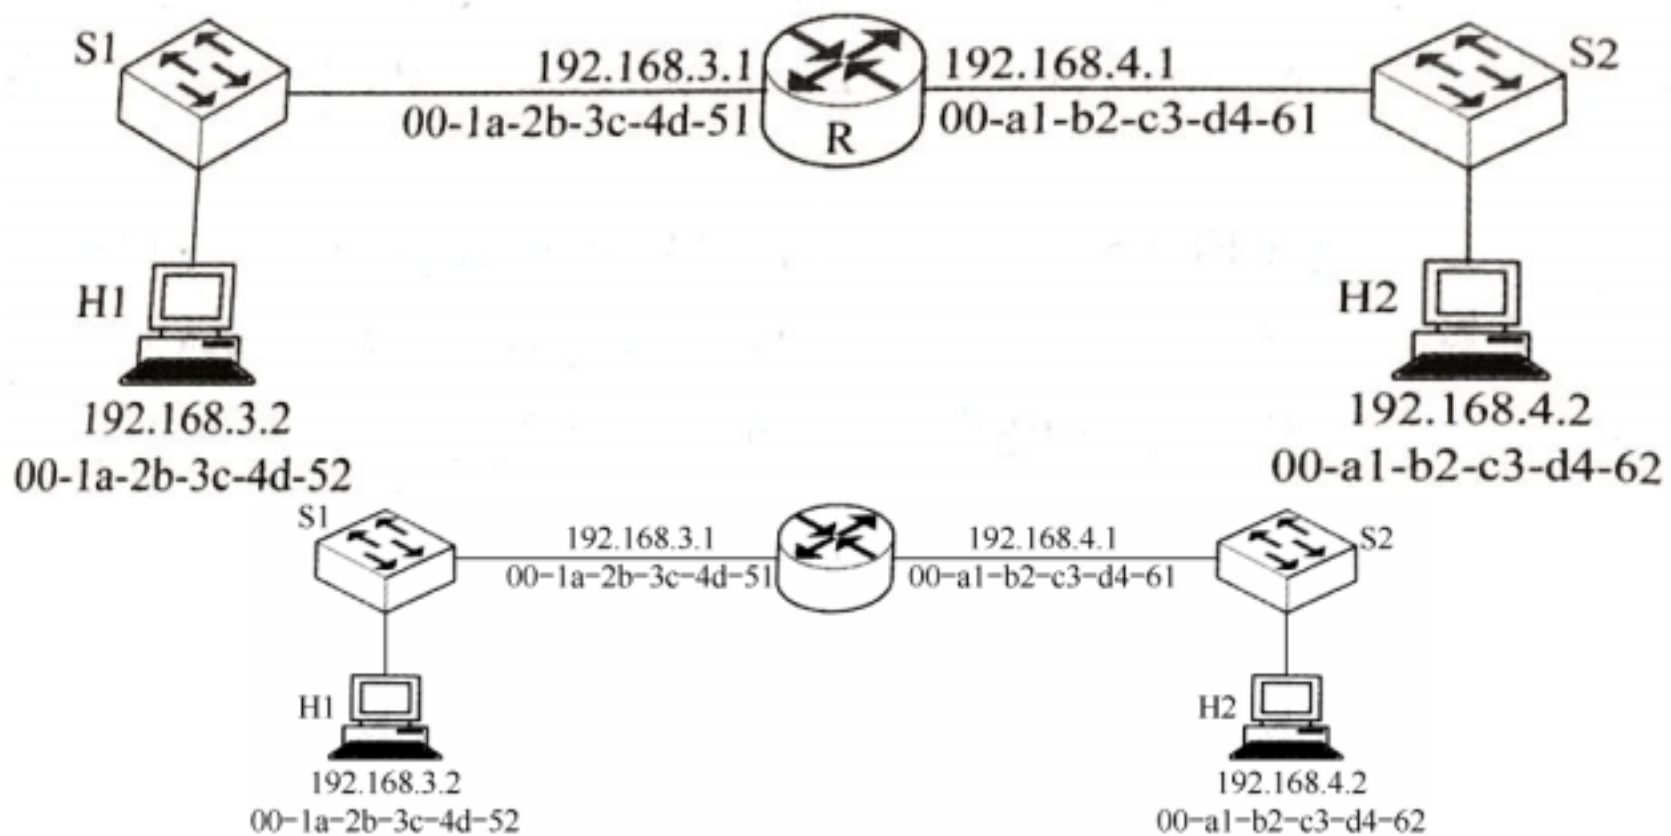 S1
192.168.3.1
192.168.4.1
S2
00-1a-2b-3c-4d-51
R
00-a1-b2-c3-d4-61
H1
H2
192.168.3.2
192.168.4.2
00-1a-2b-3c-4d-52
00-a1-b2-c3-d4-62
S1
192.168.3.1
192.168.4.1
S2
00-1a-2b-3c-4d-51
00-a1-b2-c3-d4-61
H1
H2
192.168.3.2
192.168.4.2
00-1a-2b-3c-4d-52
00-a1-b2-c3-d4-62